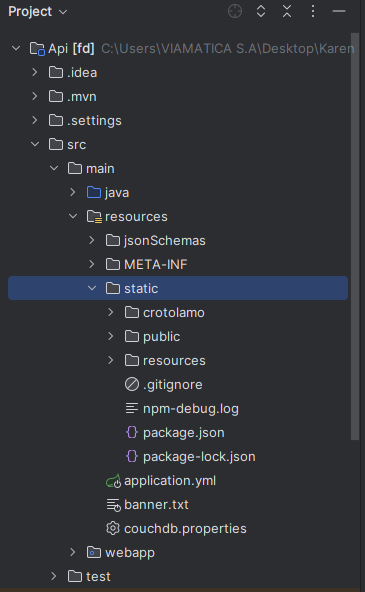 Project
Api [fd] C:\Users\VIAMATICA S.A\Desktop\Karen
.idea
.mvn
.settings
src
main
java
resources
jsonSchemas
META-INF
static
crotolamo
public
resources
.gitignore
npm-debug.log
package.json
package-lock.json
application.yml
banner.txt
couchdb.properties
webapp
test